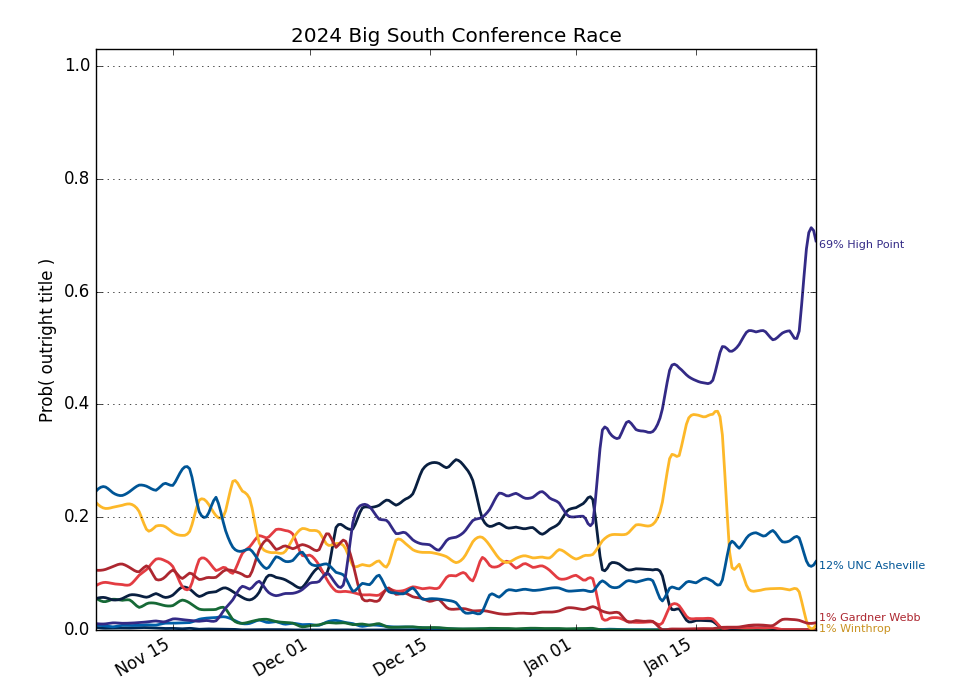 2024 Big South Conference Race
1.0
0.8
0.6
0.4
0.2
0.0
Prob( outright title )
69% High Point
12% UNC Asheville
1% Gardner Webb
1% Winthrop
Nov 15
Dec 01
Dec 15
Jan 01
Jan 15